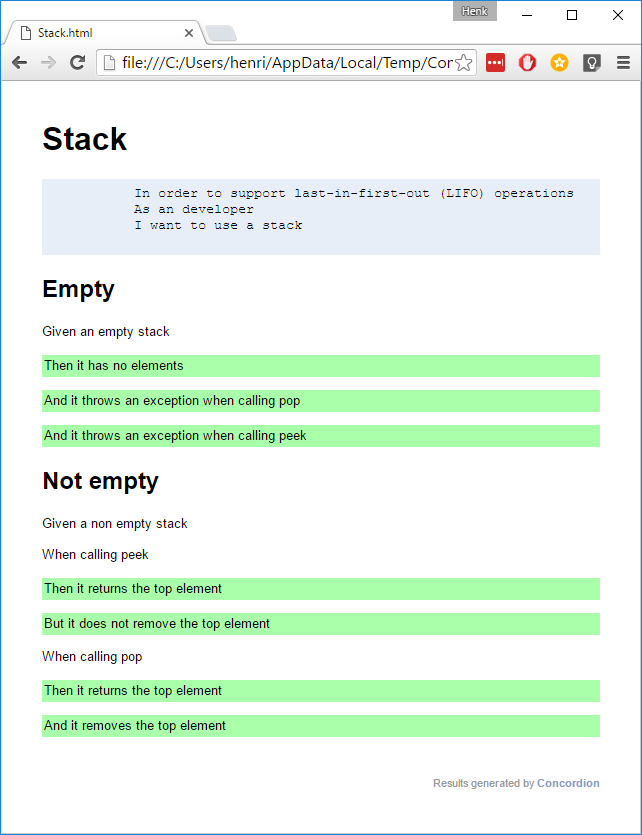 Henk
Stack.html
file:///C:/Users/henri/AppData/Local/Temp/Con
Stack
In order to support last-in-first-out (LIFO) operations
As an developer
I want to use a stack
Empty
Given an empty stack
Then it has no elements
And it throws an exception when calling pop
And it throws an exception when calling peek
Not empty
Given a non empty stack
When calling peek
Then it returns the top element
But it does not remove the top element
When calling pop
Then it returns the top element
And it removes the top element
Results generated by Concordion